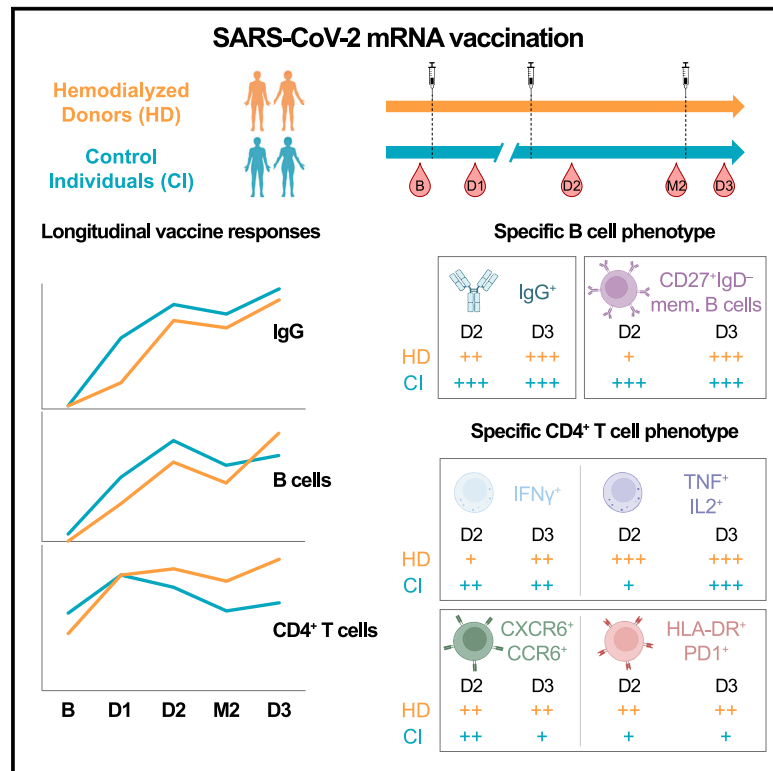 SARS-CoV-2 mRNA vaccination
Hemodialyzed
Donors (HD)
Control
Individuals (CI)
B D1 D2 M2 D3
Longitudinal vaccine responses
IgG
B cells
CD4⁺ T cells
B D1 D2 M2 D3
Specific B cell phenotype
IgG⁺
CD27⁺IgD⁻
mem. B cells
D2 D3 D2 D3
HD ++ +++ + +++
CI +++ +++ +++ +++
Specific CD4⁺ T cell phenotype
IFNγ⁺
TNF⁺
IL2⁺
D2 D3 D2 D3
HD + ++ +++ +++
CI ++ ++ + +++
CXCR6⁺
CCR6⁺
HLA-DR⁺
PD1⁺
D2 D3 D2 D3
HD ++ ++ ++ ++
CI ++ + + +